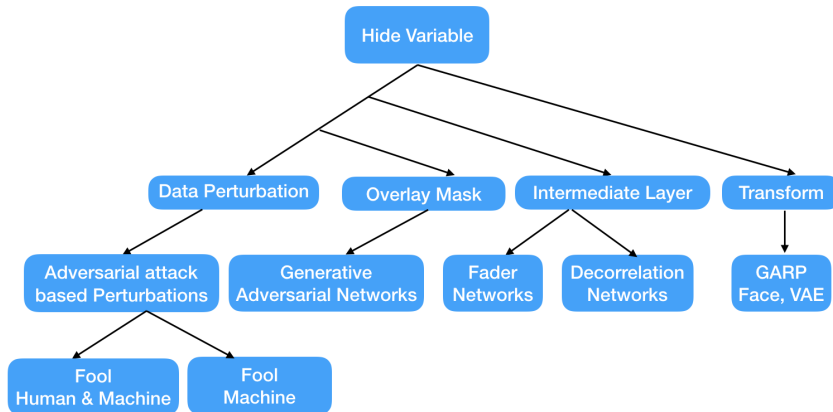 Hide Variable
Data Perturbation
Overlay Mask
Intermediate Layer
Transform
Adversarial attack
based Perturbations
Generative
Adversarial Networks
Fader
Networks
Decorrelation
Networks
GARP
Face, VAE
Fool
Human & Machine
Fool
Machine